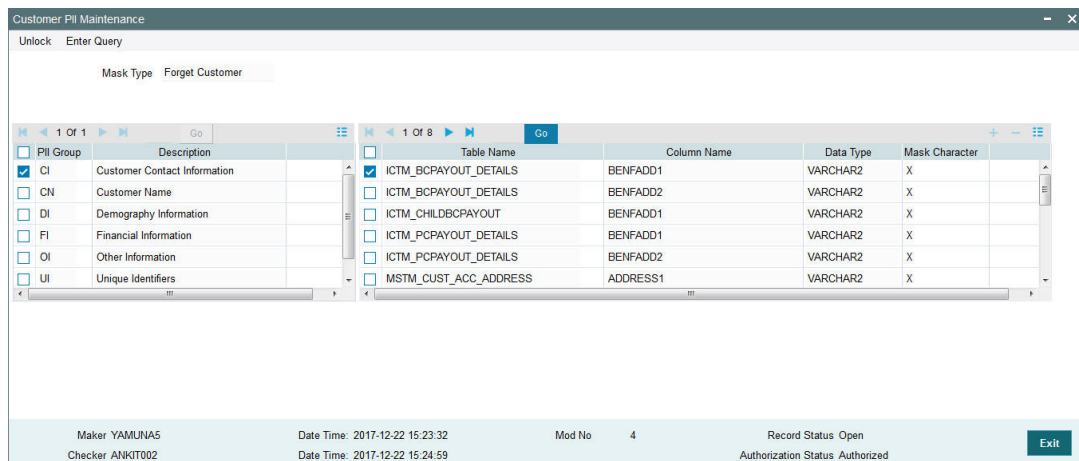 Customer PII Maintenance
Unlock Enter Query
Mask Type Forget Customer
1 Of 1 Go
1 Of 8 Go
PII Group Description
CI Customer Contact Information
CN Customer Name
DI Demography Information
FI Financial Information
OI Other Information
UI Unique Identifiers
Table Name Column Name Data Type Mask Character
ICTM_BCPAYOUT_DETAILS BENFADD1 VARCHAR2 X
ICTM_BCPAYOUT_DETAILS BENFADD2 VARCHAR2 X
ICTM_CHILDBCPAYOUT BENFADD1 VARCHAR2 X
ICTM_PCPAYOUT_DETAILS BENFADD1 VARCHAR2 X
ICTM_PCPAYOUT_DETAILS BENFADD2 VARCHAR2 X
MSTM_CUST_ACC_ADDRESS ADDRESS1 VARCHAR2 X
Maker YAMUNA5 Date Time: 2017-12-22 15:23:32 Mod No 4 Record Status Open
Checker ANKIT002 Date Time: 2017-12-22 15:24:59 Authorization Status Authorized
Exit